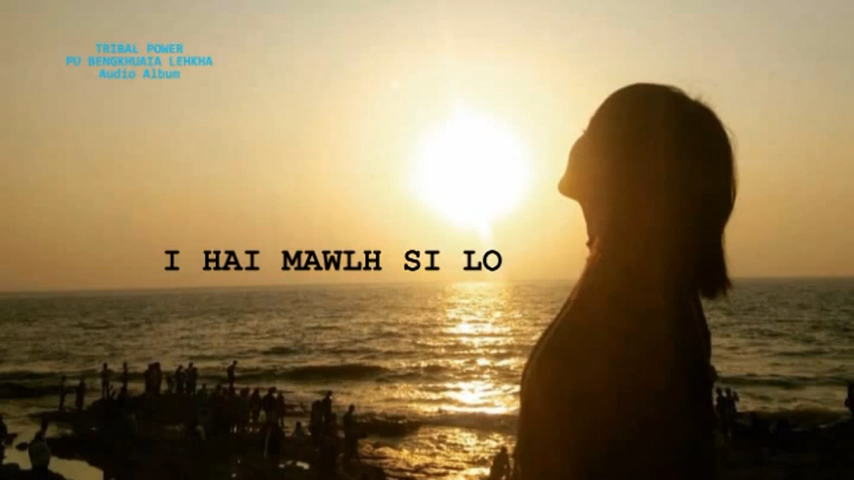 TRIBAL POWER
PU BENGKHUAIA LEHKHA
Audio Album
I HAI MAWLH SI LO